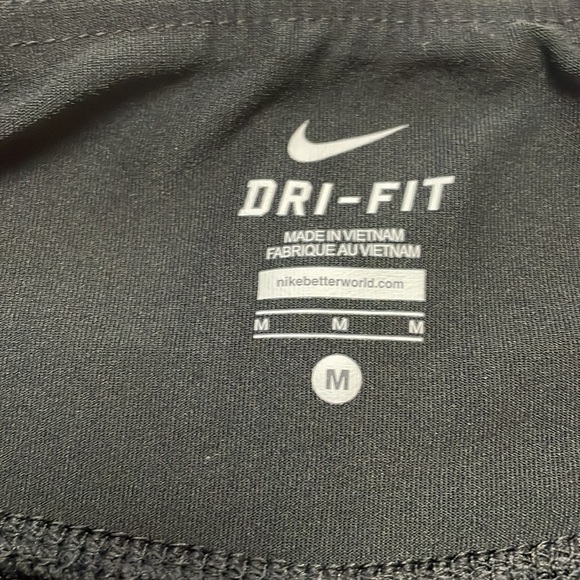 DRI-FIT
MADE IN VIETNAM
FABRIQUE AU VIETNAM
nikebetterworld.com
M M M
M